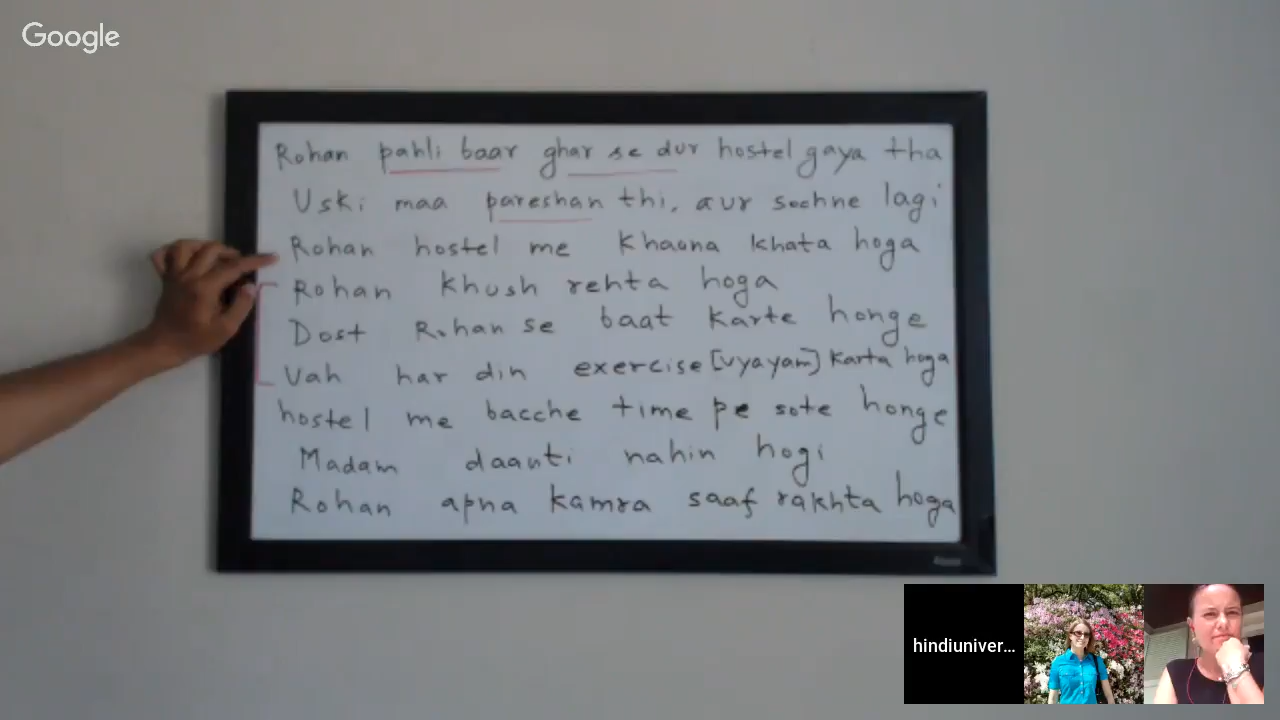 Google
Rohan pahli baar ghar se dur hostel gaya tha
Uski maa pareshan thi, aur sochne lagi
Rohan hostel me khaana khata hoga
Rohan khush rehta hoga
Dost Rohan se baat karte honge
Vah har din exercise [vyayam] karta hoga
hostel me bacche time pe sote honge
Madam daanti nahin hogi
Rohan apna kamra saaf rakhta hoga
hindiuniver...